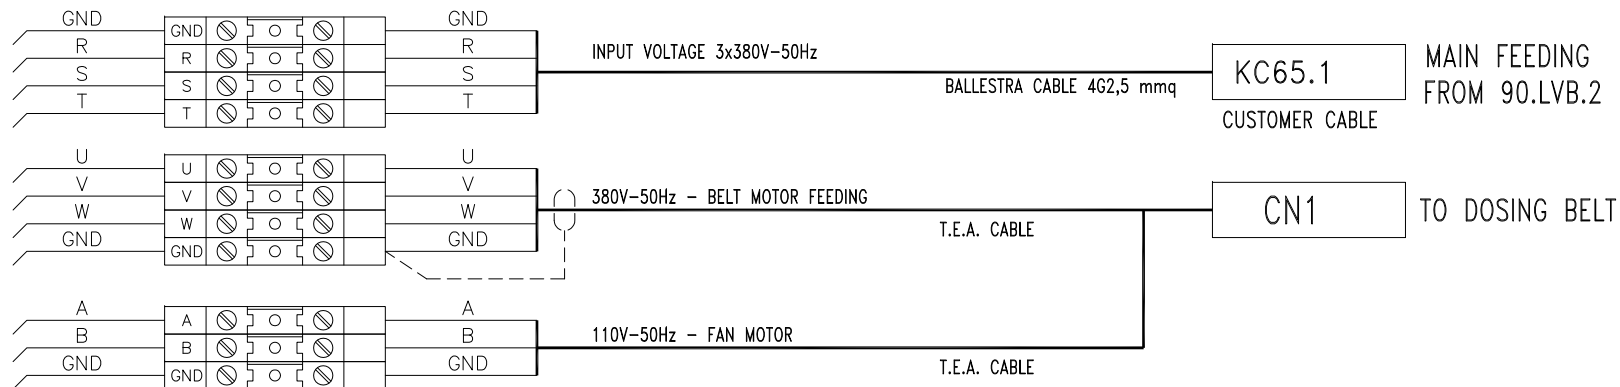 GND GND GND
R R R
S S S
T T T
INPUT VOLTAGE 3x380V-50Hz
BALLESTRA CABLE 4G2,5 mmq
KC65.1
CUSTOMER CABLE
MAIN FEEDING
FROM 90.LVB.2
U U U
V V V
W W W
GND GND GND
380V-50Hz - BELT MOTOR FEEDING
T.E.A. CABLE
CN1
TO DOSING BELT
A A A
B B B
GND GND GND
110V-50Hz - FAN MOTOR
T.E.A. CABLE